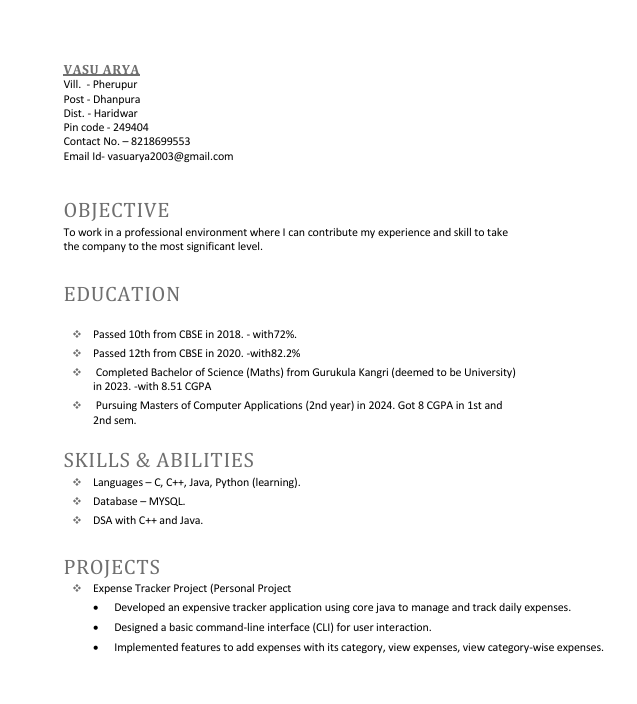 VASU ARYA
Vill.  - Pherupur
Post - Dhanpura
Dist. - Haridwar
Pin code - 249404
Contact No. – 8218699553
Email Id- vasuarya2003@gmail.com
OBJECTIVE
To work in a professional environment where I can contribute my experience and skill to take
the company to the most significant level.
EDUCATION
❖ Passed 10th from CBSE in 2018. - with72%.
❖ Passed 12th from CBSE in 2020. -with82.2%
❖ Completed Bachelor of Science (Maths) from Gurukula Kangri (deemed to be University)
in 2023. -with 8.51 CGPA
❖ Pursuing Masters of Computer Applications (2nd year) in 2024. Got 8 CGPA in 1st and
2nd sem.
SKILLS & ABILITIES
❖ Languages – C, C++, Java, Python (learning).
❖ Database – MYSQL.
❖ DSA with C++ and Java.
PROJECTS
❖ Expense Tracker Project (Personal Project
• Developed an expensive tracker application using core java to manage and track daily expenses.
• Designed a basic command-line interface (CLI) for user interaction.
• Implemented features to add expenses with its category, view expenses, view category-wise expenses.